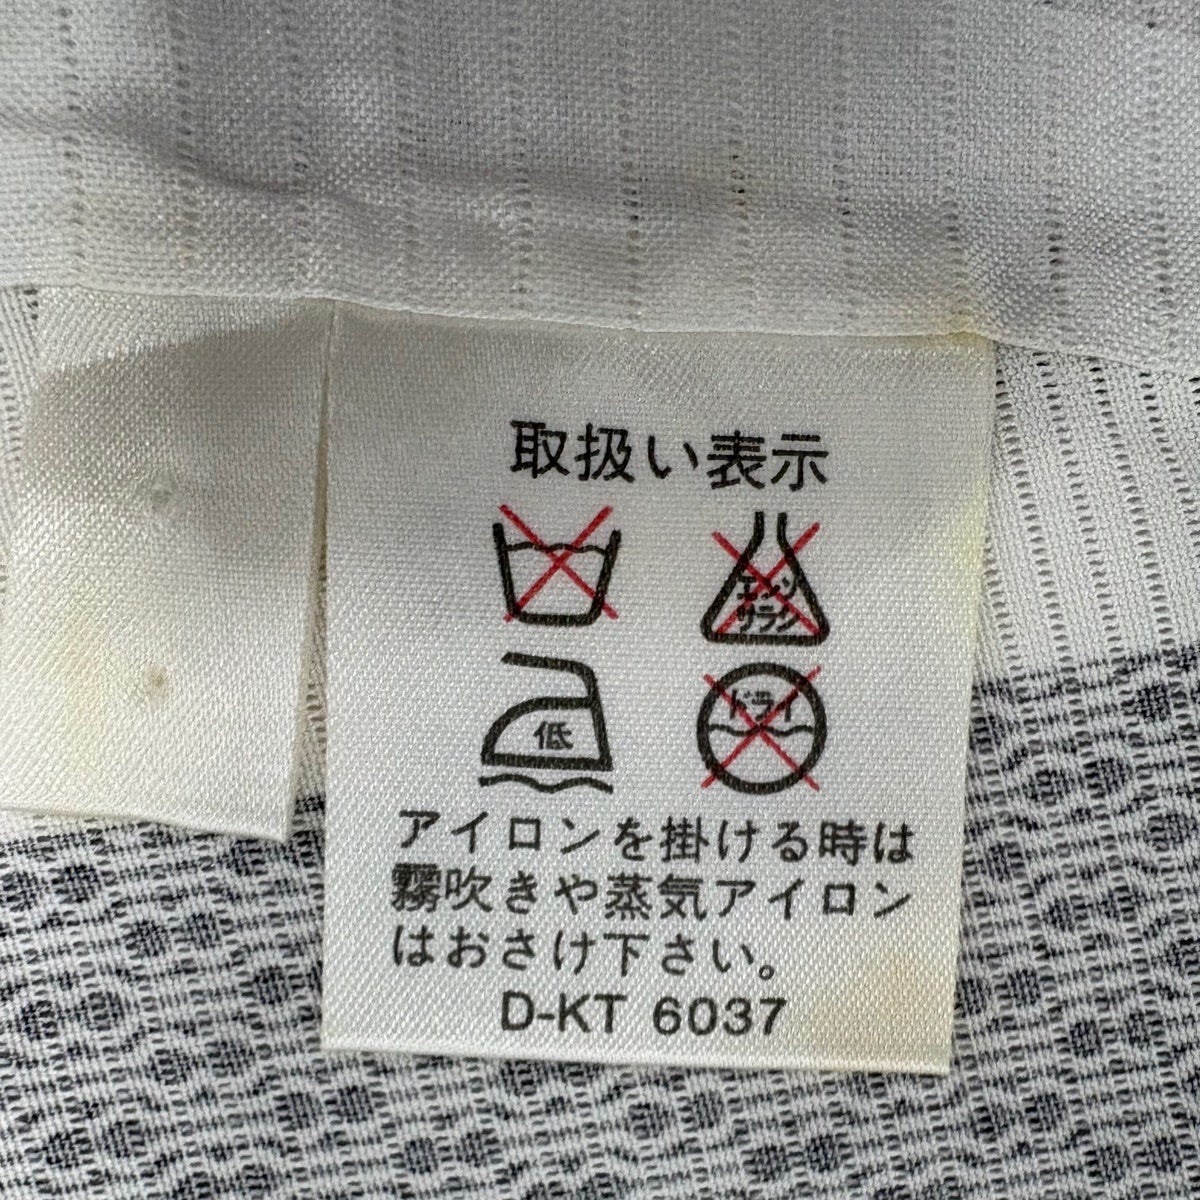 取扱い表示
エンソ
サラシ
低
ドライ
アイロンを掛ける時は
霧吹きや蒸気アイロン
はおさけ下さい。
D-KT 6037